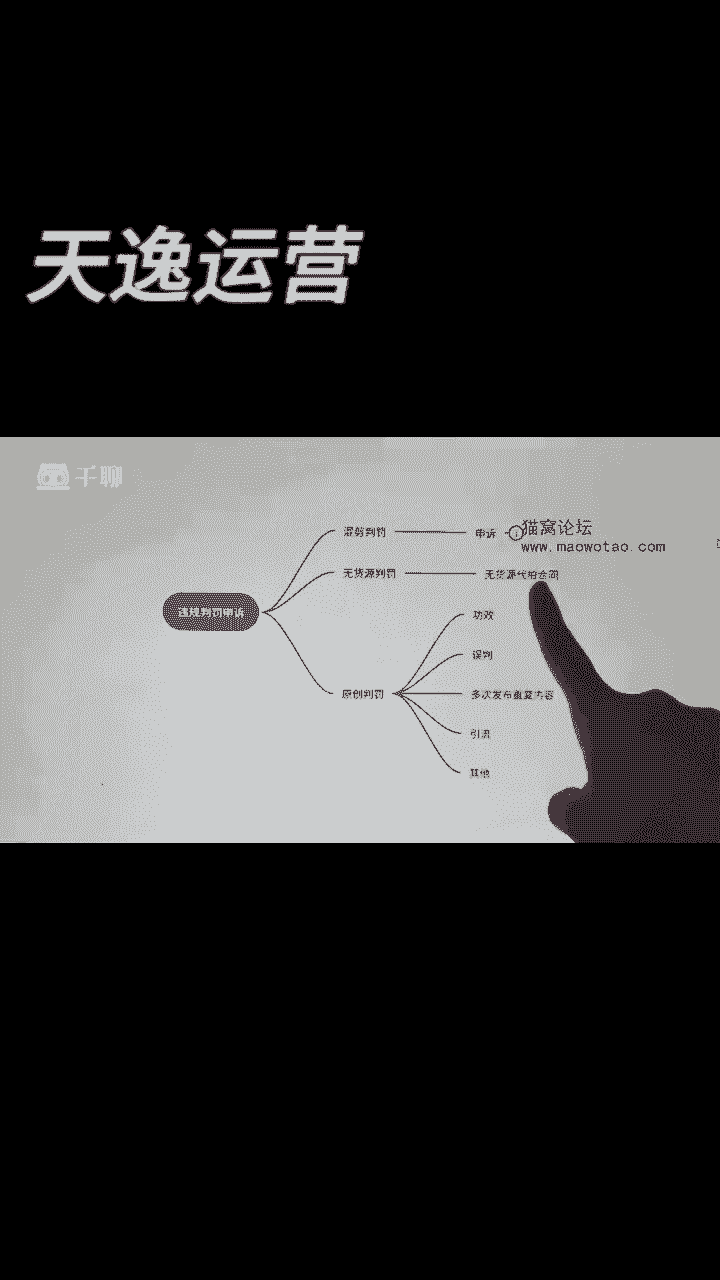 天逸运营
千聊
混剪判罚
申诉
猫窝论坛
www.maowotao.com
无货源判罚
无货源代拍合同
违规判罚申诉
功效
误判
原创判罚
多次发布重复内容
引流
其他